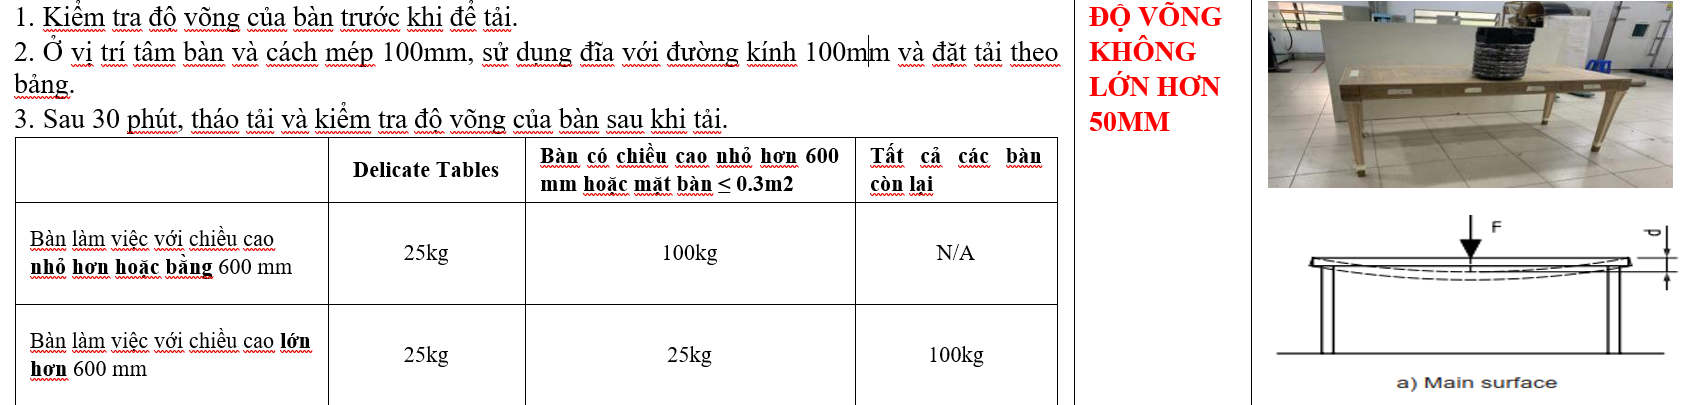 1. Kiểm tra độ võng của bàn trước khi để tải.
2. Ở vị trí tâm bàn và cách mép 100mm, sử dụng đĩa với đường kính 100mm và đặt tải theo
bảng.
3. Sau 30 phút, tháo tải và kiểm tra độ võng của bàn sau khi tải.
Delicate Tables
Bàn có chiều cao nhỏ hơn 600
mm hoặc mặt bàn ≤ 0.3m2
Tất cả các bàn
còn lại
Bàn làm việc với chiều cao
nhỏ hơn hoặc bằng 600 mm
25kg
100kg
N/A
Bàn làm việc với chiều cao lớn
hơn 600 mm
25kg
25kg
100kg
ĐỘ VÕNG
KHÔNG
LỚN HƠN
50MM
F
d
a) Main surface